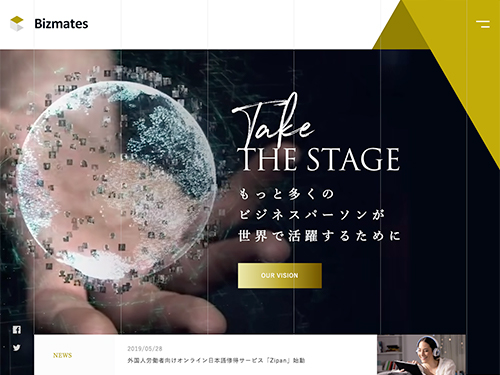 Bizmates
Take
THE STAGE
もっと多くの
ビジネスパーソンが
世界で活躍するために
OUR VISION
NEWS
2019/05/28
外国人労働者向けオンライン日本語修得サービス「Zipan」始動